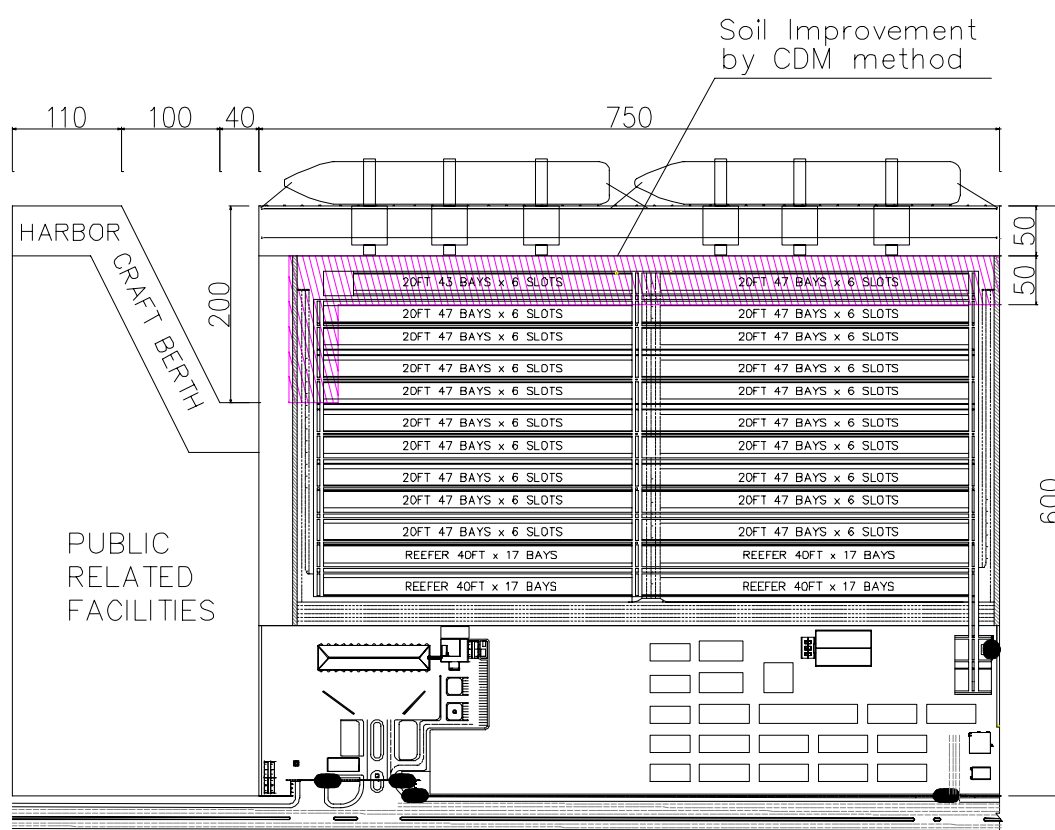 Soil Improvement
by CDM method
110 100 40 750
HARBOR
CRAFT BERTH
200
50
50
600
20FT 43 BAYS x 6 SLOTS 20FT 47 BAYS x 6 SLOTS
20FT 47 BAYS x 6 SLOTS 20FT 47 BAYS x 6 SLOTS
20FT 47 BAYS x 6 SLOTS 20FT 47 BAYS x 6 SLOTS
20FT 47 BAYS x 6 SLOTS 20FT 47 BAYS x 6 SLOTS
20FT 47 BAYS x 6 SLOTS 20FT 47 BAYS x 6 SLOTS
20FT 47 BAYS x 6 SLOTS 20FT 47 BAYS x 6 SLOTS
20FT 47 BAYS x 6 SLOTS 20FT 47 BAYS x 6 SLOTS
20FT 47 BAYS x 6 SLOTS 20FT 47 BAYS x 6 SLOTS
20FT 47 BAYS x 6 SLOTS 20FT 47 BAYS x 6 SLOTS
20FT 47 BAYS x 6 SLOTS 20FT 47 BAYS x 6 SLOTS
REEFER 40FT x 17 BAYS REEFER 40FT x 17 BAYS
REEFER 40FT x 17 BAYS REEFER 40FT x 17 BAYS
PUBLIC
RELATED
FACILITIES